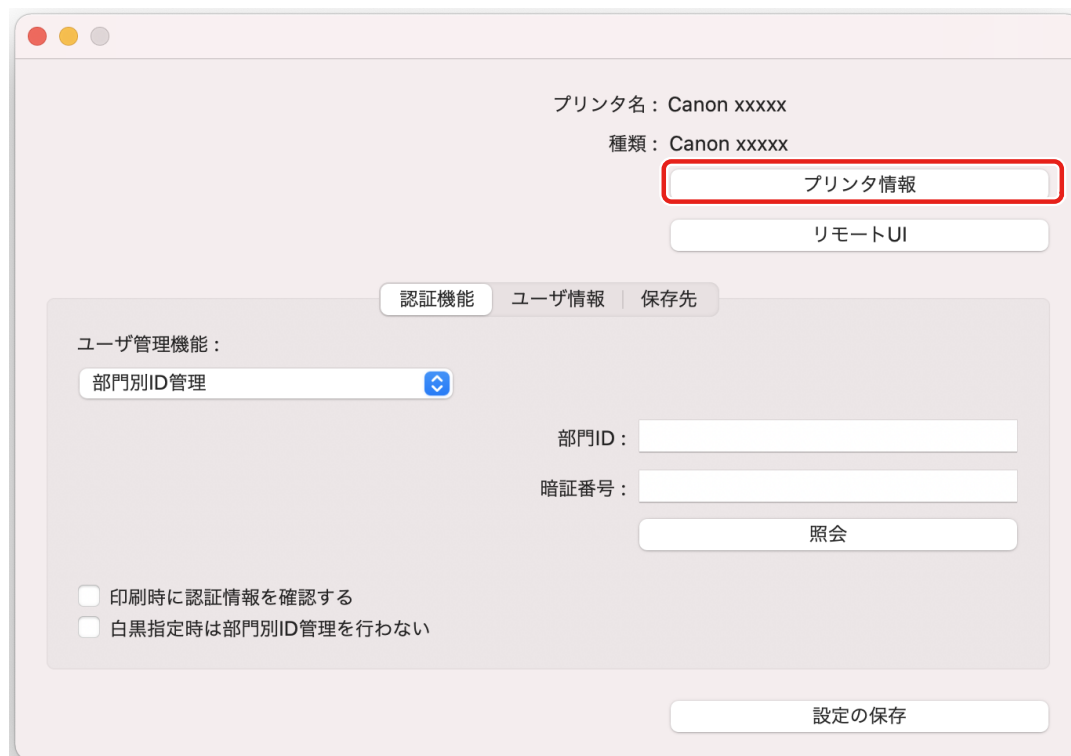 プリンタ名： Canon xxxxx
種類： Canon xxxxx
プリンタ情報
リモートUI
認証機能 ユーザ情報 保存先
ユーザ管理機能：
部門別ID管理
部門ID：
暗証番号：
照会
印刷時に認証情報を確認する
白黒指定時は部門別ID管理を行わない
設定の保存